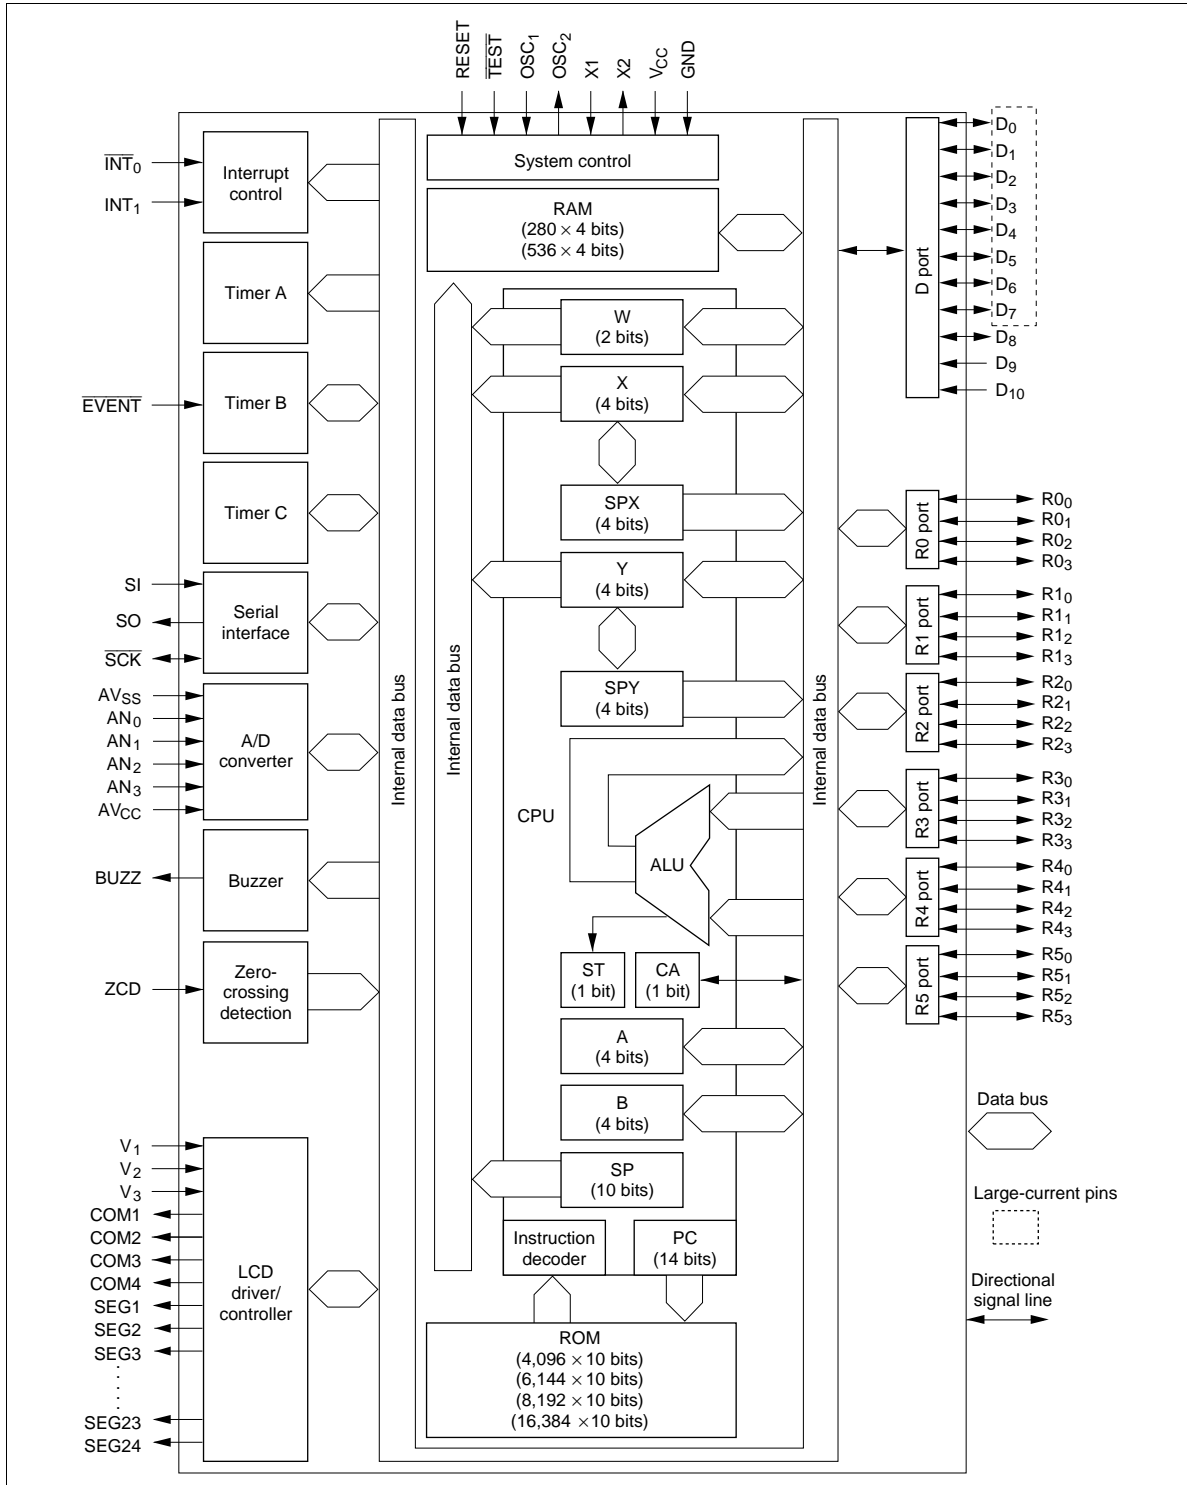 RESET
TEST
OSC1
OSC2
X1
X2
VCC
GND
System control
RAM
(280 × 4 bits)
(536 × 4 bits)
INT0
INT1
Interrupt
control
Timer A
EVENT
Timer B
Timer C
SI
SO
SCK
Serial
interface
AVSS
AN0
AN1
AN2
AN3
AVCC
A/D
converter
BUZZ
Buzzer
ZCD
Zero-
crossing
detection
V1
V2
V3
COM1
COM2
COM3
COM4
SEG1
SEG2
SEG3
SEG23
SEG24
LCD
driver/
controller
Internal data bus
Internal data bus
Internal data bus
CPU
W
(2 bits)
X
(4 bits)
SPX
(4 bits)
Y
(4 bits)
SPY
(4 bits)
ALU
ST
(1 bit)
CA
(1 bit)
A
(4 bits)
B
(4 bits)
SP
(10 bits)
Instruction
decoder
PC
(14 bits)
ROM
(4,096 × 10 bits)
(6,144 × 10 bits)
(8,192 × 10 bits)
(16,384 × 10 bits)
D port
D0
D1
D2
D3
D4
D5
D6
D7
D8
D9
D10
R0 port
R00
R01
R02
R03
R1 port
R10
R11
R12
R13
R2 port
R20
R21
R22
R23
R3 port
R30
R31
R32
R33
R4 port
R40
R41
R42
R43
R5 port
R50
R51
R52
R53
Data bus
Large-current pins
Directional
signal line